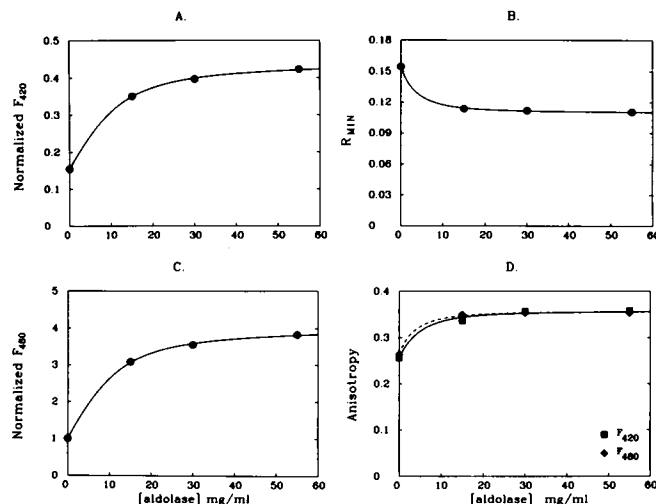 A.
B.
Normalized F420
0.5
0.4
0.3
0.2
0.1
0
0 10 20 30 40 50 60
RMIN
0.18
0.15
0.12
0.09
0.06
0.03
0
0 10 20 30 40 50 60
C.
D.
Normalized F480
5
4
3
2
1
0
0 10 20 30 40 50 60
[aldolase] mg/ml
Anisotropy
0.4
0.3
0.2
0.1
0.0
F420
F480
0 10 20 30 40 50 60
[aldolase] mg/ml